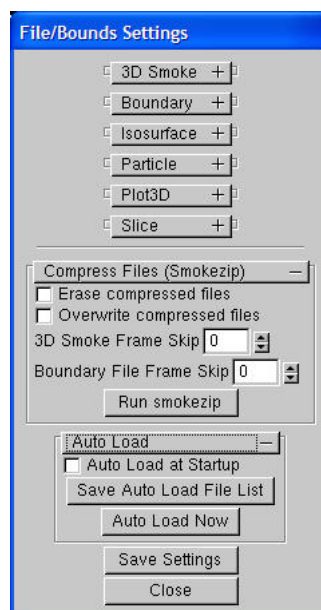 File/Bounds Settings
3D Smoke +
Boundary +
Isosurface +
Particle +
Plot3D +
Slice +
Compress Files (Smokezip) −
Erase compressed files
Overwrite compressed files
3D Smoke Frame Skip 0
Boundary File Frame Skip 0
Run smokezip
Auto Load −
Auto Load at Startup
Save Auto Load File List
Auto Load Now
Save Settings
Close